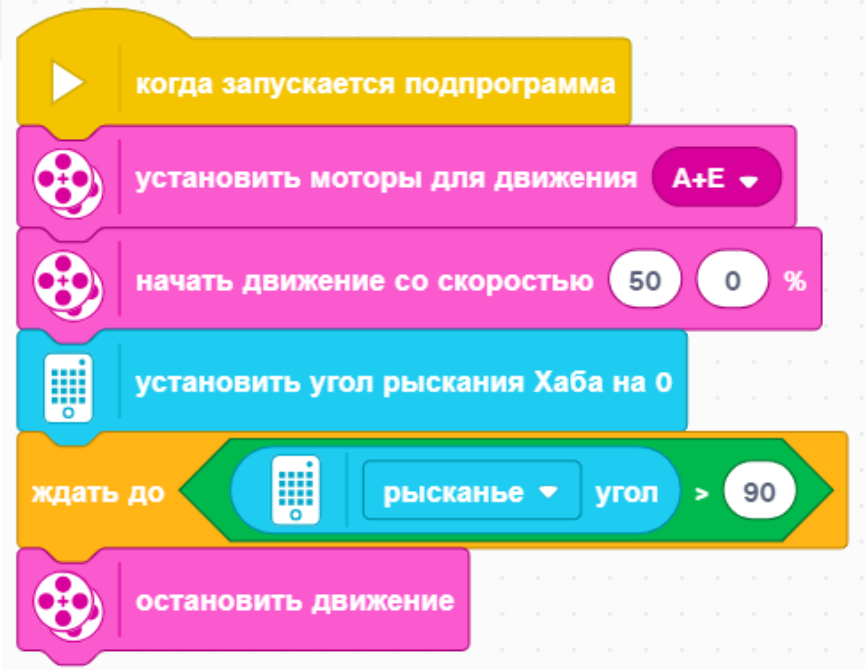 когда запускается подпрограмма
установить моторы для движения A+E
начать движение со скоростью 50 0 %
установить угол рыскания Хаба на 0
ждать до рысканье угол > 90
остановить движение